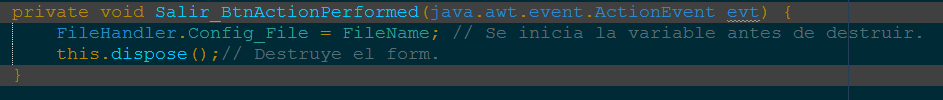 private void Salir_BtnActionPerformed(java.awt.event.ActionEvent evt) {
FileHandler.Config_File = FileName; // Se inicia la variable antes de destruir.
this.dispose();// Destruye el form.
}